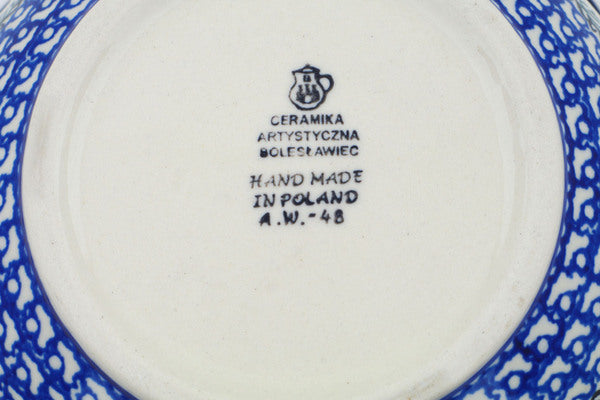 CERAMIKA
ARTYSTYCZNA
BOLESŁAWIEC
HAND MADE
IN POLAND
A.W.-48